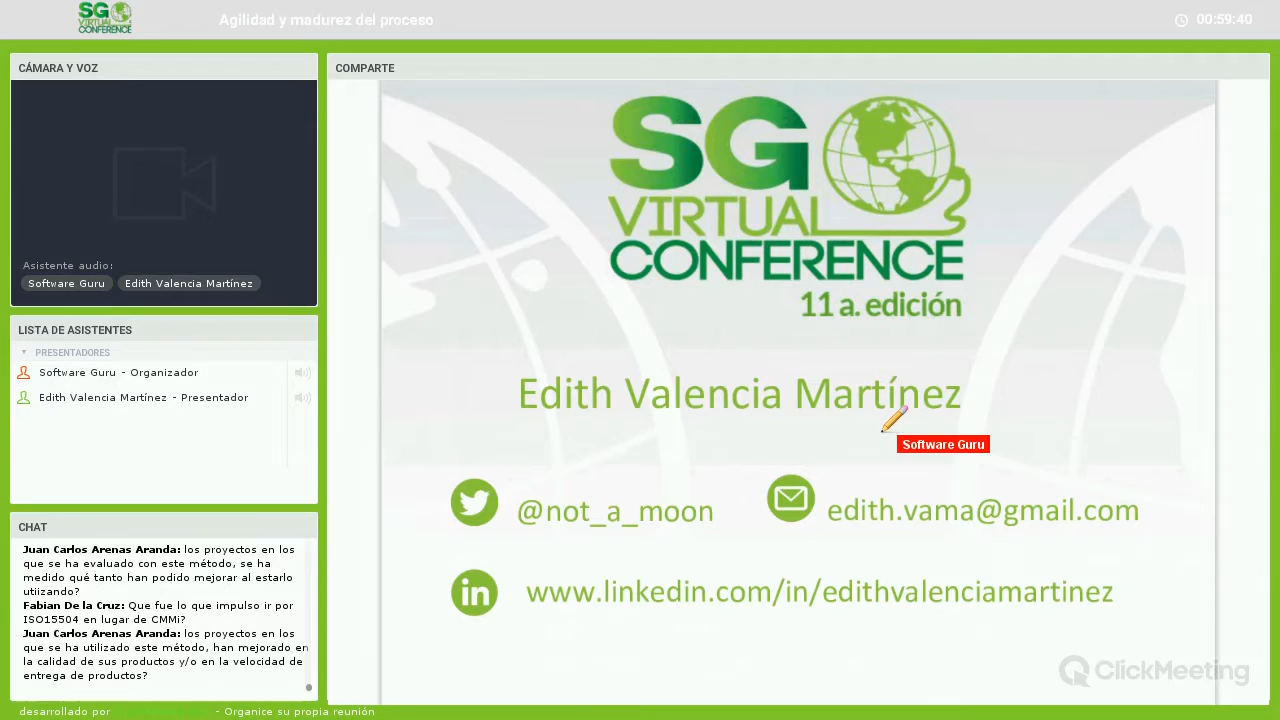 SG
VIRTUAL
CONFERENCE
Agilidad y madurez del proceso
00:59:40
CÁMARA Y VOZ
Asistente audio:
Software Guru
Edith Valencia Martínez
LISTA DE ASISTENTES
PRESENTADORES
Software Guru - Organizador
Edith Valencia Martínez - Presentador
CHAT
Juan Carlos Arenas Aranda: los proyectos en los
que se ha evaluado con este método, se ha
medido qué tanto han podido mejorar al estarlo
utiizando?
Fabian De la Cruz: Que fue lo que impulso ir por
ISO15504 en lugar de CMMi?
Juan Carlos Arenas Aranda: los proyectos en los
que se ha utilizado este método, han mejorado en
la calidad de sus productos y/o en la velocidad de
entrega de productos?
desarrollado por
- Organice su propia reunión
COMPARTE
SG
VIRTUAL
CONFERENCE
11 a. edición
Edith Valencia Martínez
Software Guru
@not_a_moon
edith.vama@gmail.com
in
www.linkedin.com/in/edithvalenciamartinez
ClickMeeting